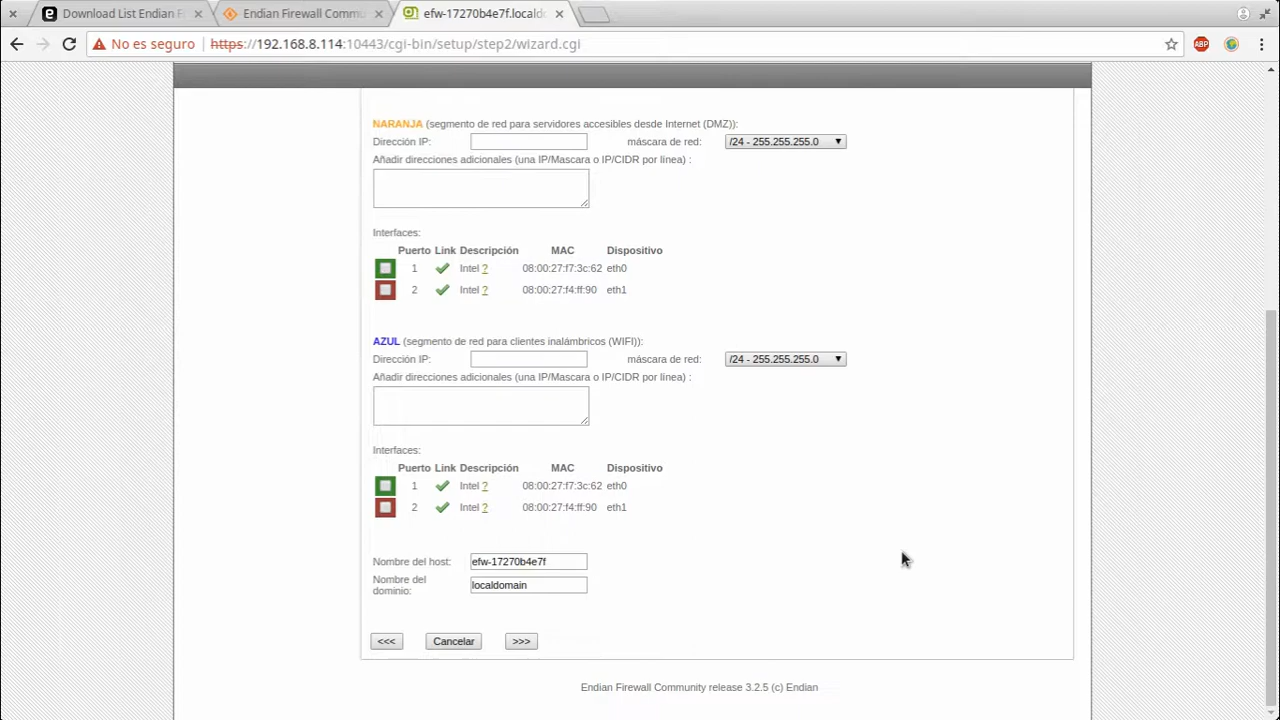 Download List Endian Fi
Endian Firewall Commu
efw-17270b4e7f.locald
No es seguro
https://192.168.8.114:10443/cgi-bin/setup/step2/wizard.cgi
ABP
NARANJA (segmento de red para servidores accesibles desde Internet (DMZ)):
Dirección IP: máscara de red: /24 - 255.255.255.0
Añadir direcciones adicionales (una IP/Mascara o IP/CIDR por línea) :
Interfaces:
Puerto Link Descripción MAC Dispositivo
1 Intel ? 08:00:27:f7:3c:62 eth0
2 Intel ? 08:00:27:f4:ff:90 eth1
AZUL (segmento de red para clientes inalámbricos (WIFI)):
Dirección IP: máscara de red: /24 - 255.255.255.0
Añadir direcciones adicionales (una IP/Mascara o IP/CIDR por línea) :
Interfaces:
Puerto Link Descripción MAC Dispositivo
1 Intel ? 08:00:27:f7:3c:62 eth0
2 Intel ? 08:00:27:f4:ff:90 eth1
Nombre del host: efw-17270b4e7f
Nombre del
dominio: localdomain
<<< Cancelar >>>
Endian Firewall Community release 3.2.5 (c) Endian